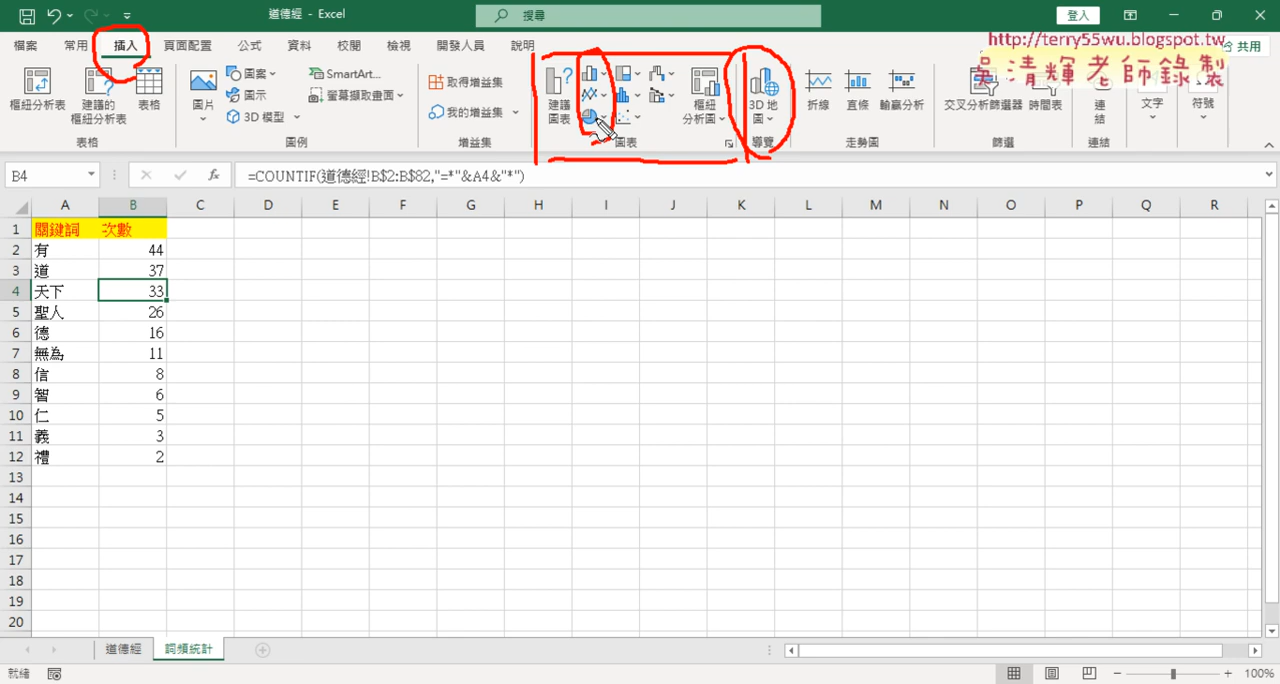 道德經 - Excel
搜尋
登入
檔案 常用 插入 頁面配置 公式 資料 校閱 檢視 開發人員 說明
共用
http://terry55wu.blogspot.tw
吳清輝老師錄製
樞紐分析表
建議的
樞紐分析表
表格
表格
圖片
圖案
圖示
3D 模型
SmartArt...
螢幕擷取畫面
圖例
取得增益集
我的增益集
增益集
建議
圖表
圖表
樞紐
分析圖
3D 地
圖
導覽
折線
直條
輸贏分析
走勢圖
交叉分析篩選器
時間表
篩選
連
結
連結
文字
符號
B4
fx
=COUNTIF(道德經!B$2:B$82,"=*"&A4&"*")
A B C D E F G H I J K L M N O P Q R
1 關鍵詞 次數
2 有 44
3 道 37
4 天下 33
5 聖人 26
6 德 16
7 無為 11
8 信 8
9 智 6
10 仁 5
11 義 3
12 禮 2
13
14
15
16
17
18
19
20
道德經 詞頻統計
就緒
100%